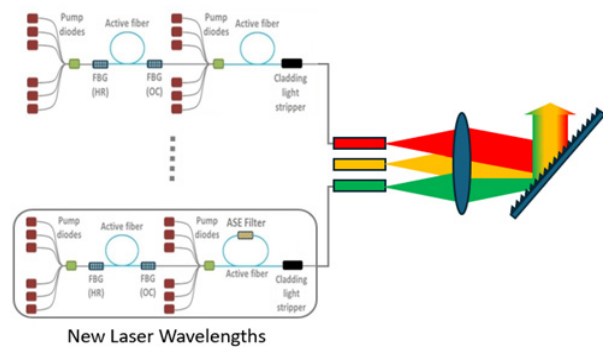 Pump
diodes
Active fiber
FBG
(HR)
FBG
(OC)
Pump
diodes
Active fiber
Cladding
light
stripper
Pump
diodes
Active fiber
FBG
(HR)
FBG
(OC)
Pump
diodes
ASE Filter
Active fiber
Cladding
light
stripper
New Laser Wavelengths